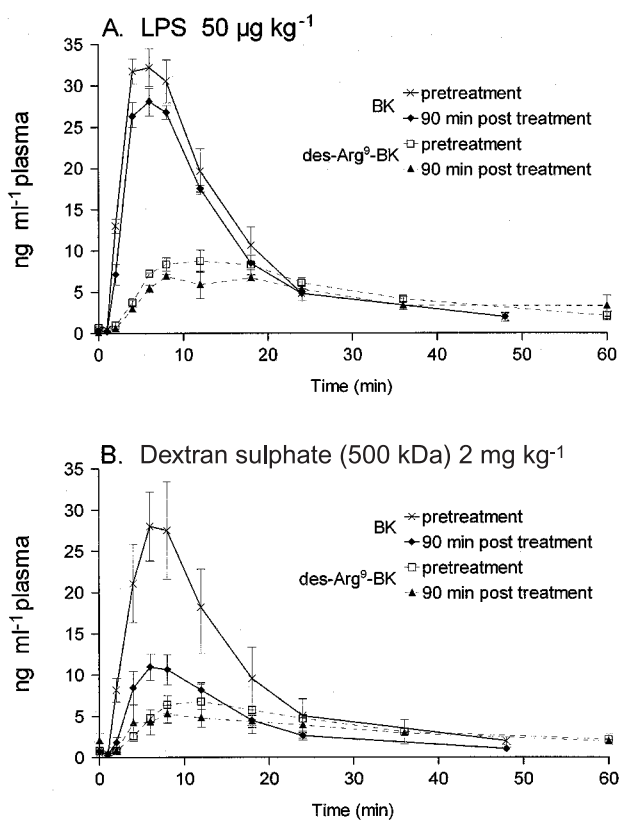 A. LPS 50 µg kg⁻¹
35
30
25
20
15
10
5
0
ng ml⁻¹ plasma
BK
pretreatment
90 min post treatment
des-Arg⁹-BK
pretreatment
90 min post treatment
0 10 20 30 40 50 60
Time (min)
B. Dextran sulphate (500 kDa) 2 mg kg⁻¹
35
30
25
20
15
10
5
0
ng ml⁻¹ plasma
BK
pretreatment
90 min post treatment
des-Arg⁹-BK
pretreatment
90 min post treatment
0 10 20 30 40 50 60
Time (min)